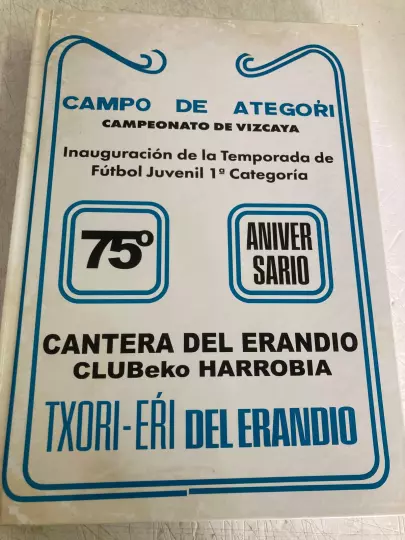 CAMPO DE ATEGOŔI
CAMPEONATO DE VIZCAYA
Inauguración de la Temporada de
Fútbol Juvenil 1ª Categoría
75º
ANIVER
SARIO
CANTERA DEL ERANDIO
CLUBeko HARROBIA
TXORI-EŔI DEL ERANDIO